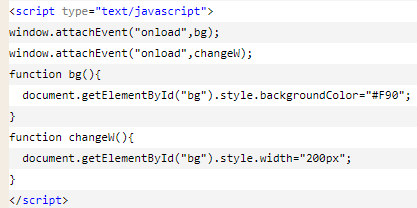 <script type="text/javascript">
window.attachEvent("onload",bg);
window.attachEvent("onload",changeW);
function bg(){
  document.getElementById("bg").style.backgroundColor="#F90";
}
function changeW(){
  document.getElementById("bg").style.width="200px";
}
</script>